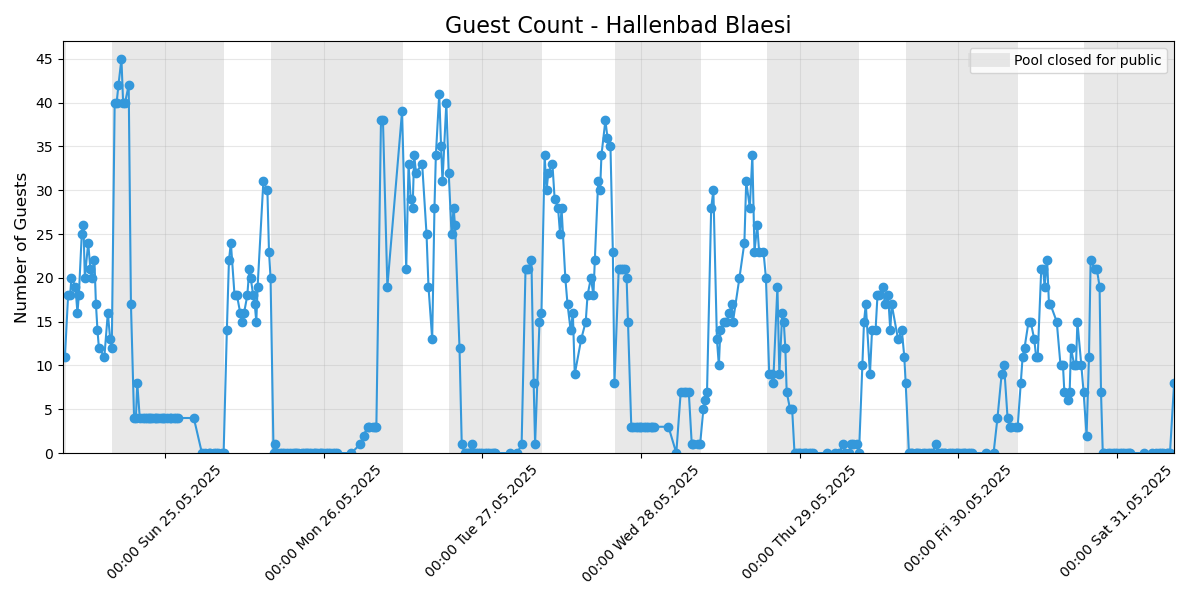 Guest Count - Hallenbad Blaesi
Pool closed for public
Number of Guests
45
40
35
30
25
20
15
10
5
0
00:00 Sun 25.05.2025
00:00 Mon 26.05.2025
00:00 Tue 27.05.2025
00:00 Wed 28.05.2025
00:00 Thu 29.05.2025
00:00 Fri 30.05.2025
00:00 Sat 31.05.2025